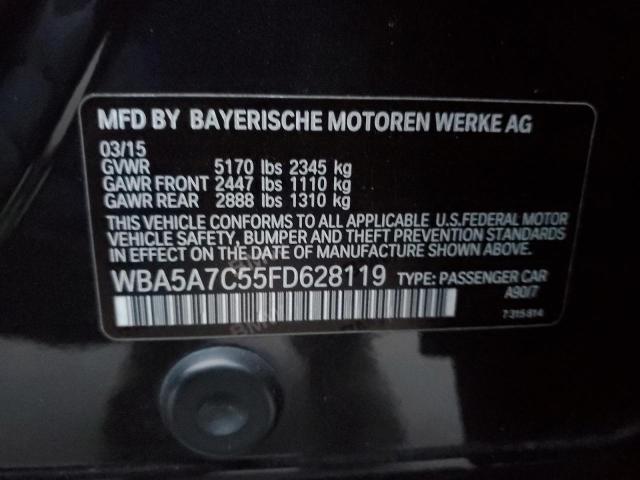 MFD BY BAYERISCHE MOTOREN WERKE AG
03/15
GVWR 5170 lbs 2345 kg
GAWR FRONT 2447 lbs 1110 kg
GAWR REAR 2888 lbs 1310 kg
THIS VEHICLE CONFORMS TO ALL APPLICABLE U.S.FEDERAL MOTOR
VEHICLE SAFETY, BUMPER AND THEFT PREVENTION STANDARDS
IN EFFECT ON THE DATE OF MANUFACTURE SHOWN ABOVE.
WBA5A7C55FD628119 TYPE: PASSENGER CAR
A90/7
7 315 814
BMW